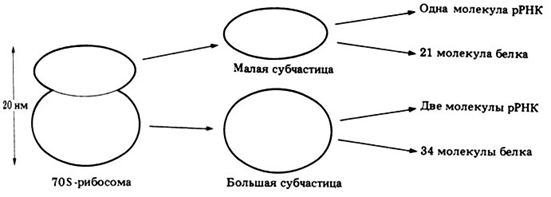 Одна молекула рРНК
21 молекула белка
Малая субчастица
20 нм
Две молекулы рРНК
34 молекулы белка
70S-рибосома
Большая субчастица